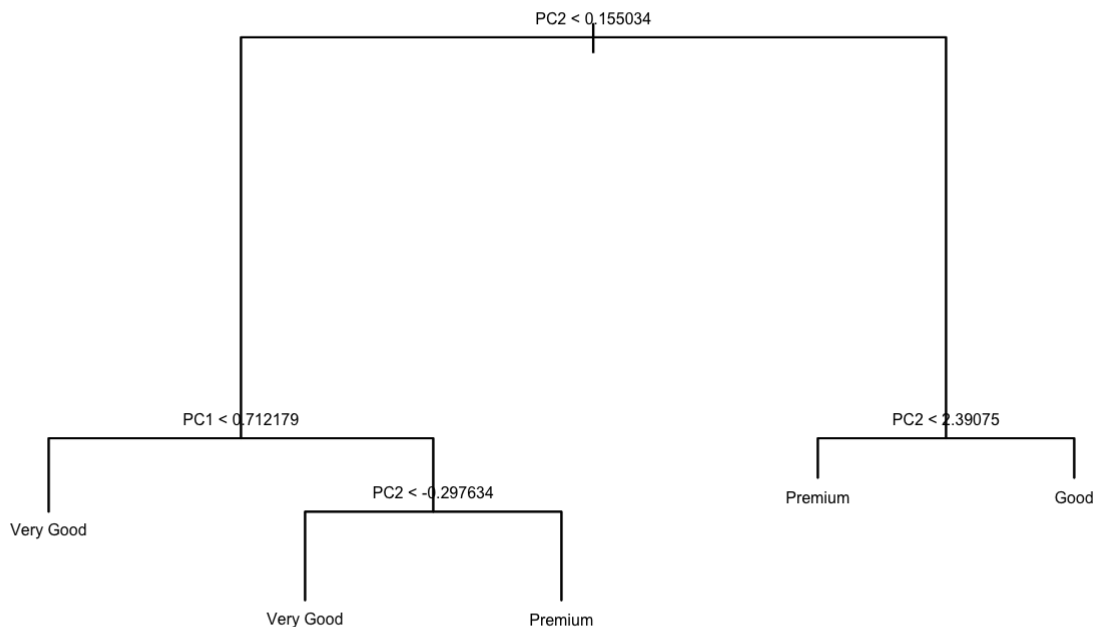 PC2 < 0.155034
PC1 < 0.712179
PC2 < 2.39075
PC2 < -0.297634
Premium
Good
Very Good
Very Good
Premium